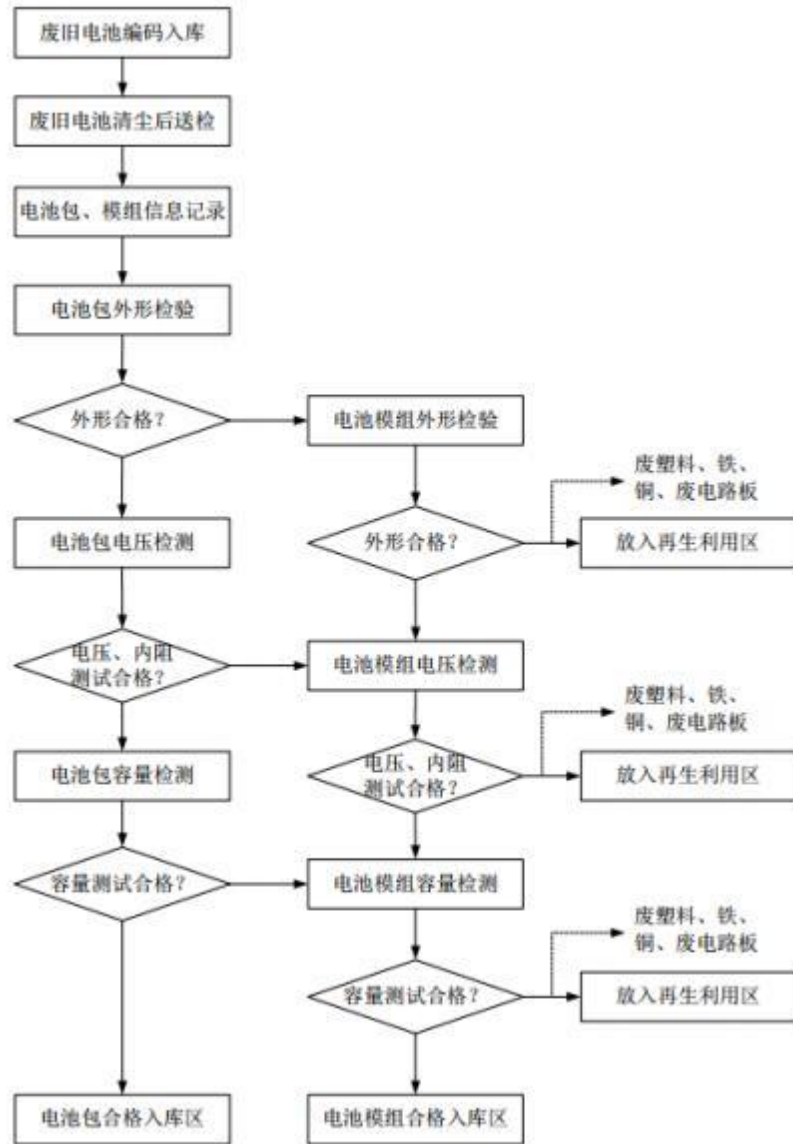 废旧电池编码入库
废旧电池清尘后送检
电池包、模组信息记录
电池包外形检验
外形合格？
电池模组外形检验
废塑料、铁、
铜、废电路板
电池包电压检测
外形合格？
放入再生利用区
电压、内阻
测试合格？
电池模组电压检测
废塑料、铁、
铜、废电路板
电池包容量检测
电压、内阻
测试合格？
放入再生利用区
容量测试合格？
电池模组容量检测
废塑料、铁、
铜、废电路板
容量测试合格？
放入再生利用区
电池包合格入库区
电池模组合格入库区